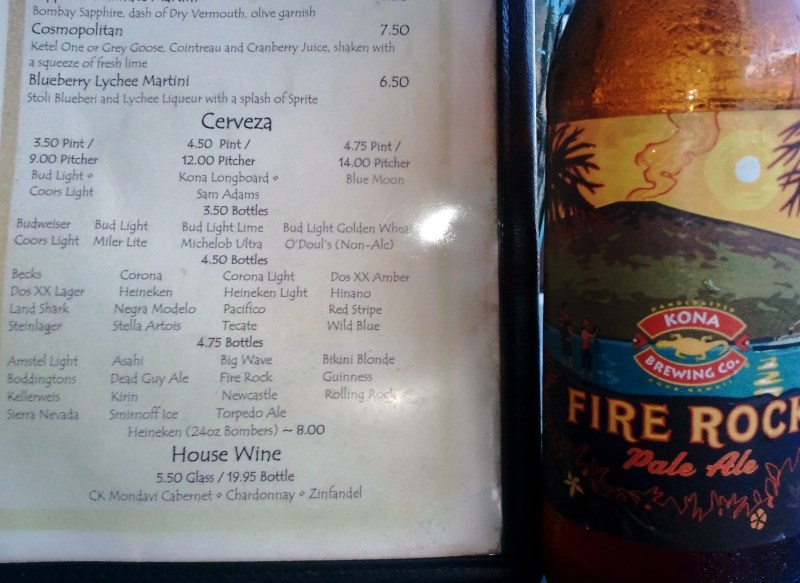 Bombay Sapphire, dash of Dry Vermouth, olive garnish
Cosmopolitan 7.50
Ketel One or Grey Goose, Cointreau and Cranberry Juice, shaken with
a squeeze of fresh lime
Blueberry Lychee Martini 6.50
Stoli Blueberi and Lychee Liqueur with a splash of Sprite
Cerveza
3.50 Pint / 4.50 Pint / 4.75 Pint /
9.00 Pitcher 12.00 Pitcher 14.00 Pitcher
Bud Light ⋄ Kona Longboard ⋄ Blue Moon
Coors Light Sam Adams
3.50 Bottles
Budweiser Bud Light Bud Light Lime Bud Light Golden Wheat
Coors Light Miler Lite Michelob Ultra O'Doul's (Non-Alc)
4.50 Bottles
Becks Corona Corona Light Dos XX Amber
Dos XX Lager Heineken Heineken Light Hinano
Land Shark Negra Modelo Pacifico Red Stripe
Steinlager Stella Artois Tecate Wild Blue
4.75 Bottles
Amstel Light Asahi Big Wave Bikini Blonde
Boddingtons Dead Guy Ale Fire Rock Guinness
Kellerweis Kirin Newcastle Rolling Rock
Sierra Nevada Smirnoff Ice Torpedo Ale
Heineken (24oz Bombers) ~ 8.00
House Wine
5.50 Glass / 19.95 Bottle
CK Mondavi Cabernet ⋄ Chardonnay ⋄ Zinfandel
HANDCRAFTED
KONA
BREWING CO.
KONA HAWAII
FIRE ROCK
Pale Ale